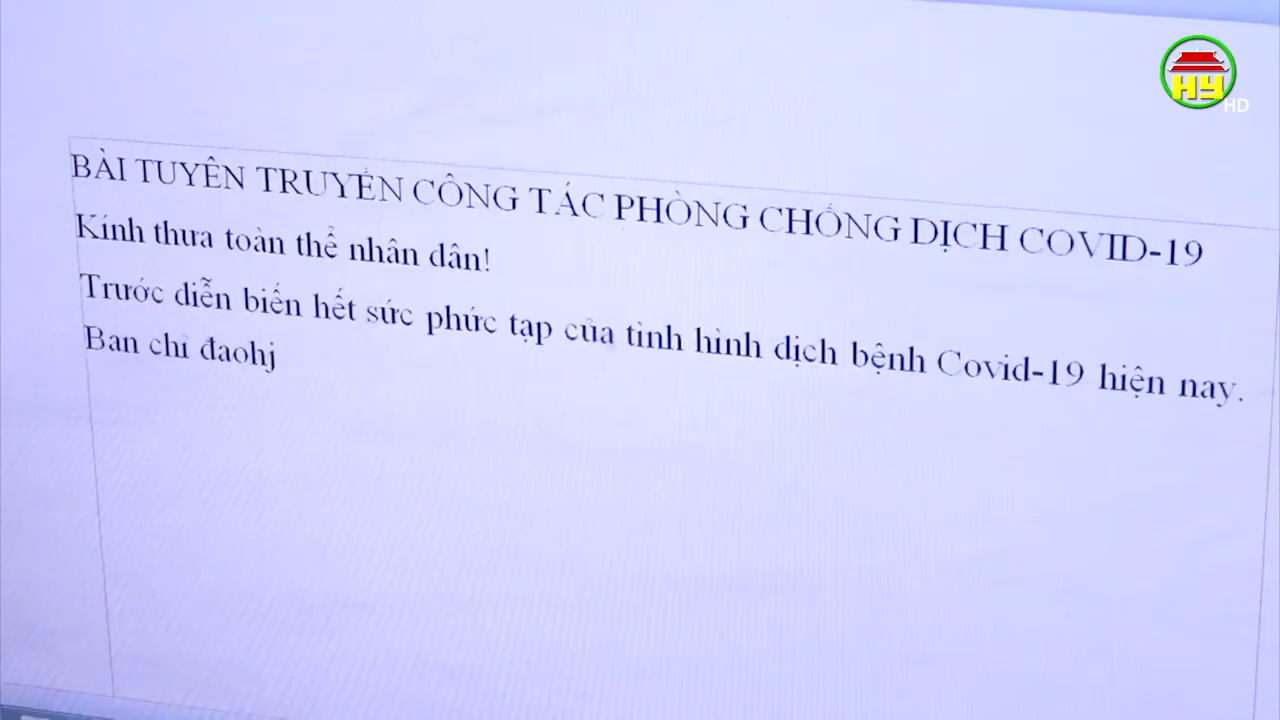 HY
HD
BÀI TUYÊN TRUYỀN CÔNG TÁC PHÒNG CHỐNG DỊCH COVID-19
Kính thưa toàn thể nhân dân!
Trước diễn biến hết sức phức tạp của tình hình dịch bệnh Covid-19 hiện nay.
Ban chỉ đaohj